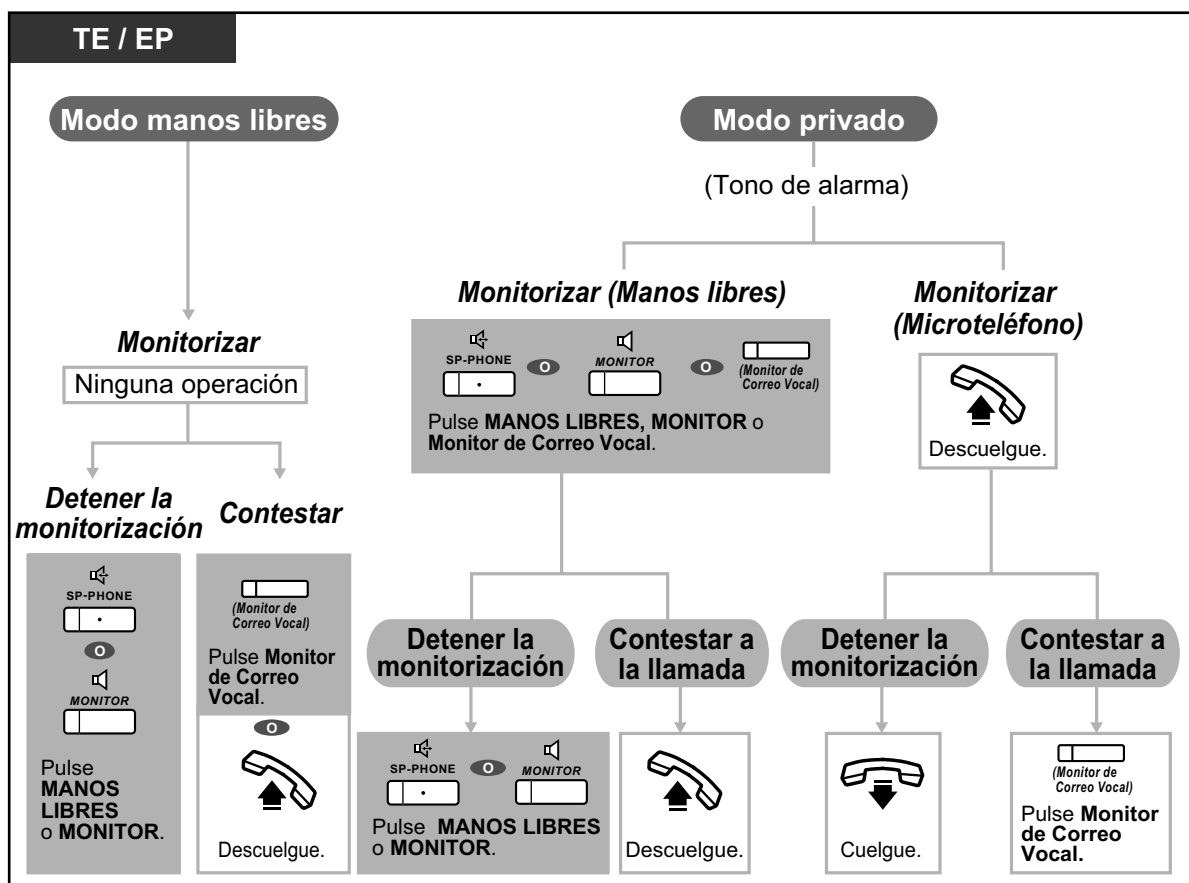 TE / EP
Modo manos libres
Monitorizar
Ninguna operación
Detener la
monitorización
SP-PHONE
O
MONITOR
Pulse
MANOS
LIBRES
o MONITOR.
Contestar
(Monitor de
Correo Vocal)
Pulse Monitor
de Correo
Vocal.
O
Descuelgue.
Modo privado
(Tono de alarma)
Monitorizar (Manos libres)
SP-PHONE O MONITOR O (Monitor de
Correo Vocal)
Pulse MANOS LIBRES, MONITOR o
Monitor de Correo Vocal.
Detener la
monitorización
SP-PHONE O MONITOR
Pulse MANOS LIBRES
o MONITOR.
Contestar a
la llamada
Descuelgue.
Monitorizar
(Microteléfono)
Descuelgue.
Detener la
monitorización
Cuelgue.
Contestar a
la llamada
(Monitor de
Correo Vocal)
Pulse Monitor
de Correo
Vocal.